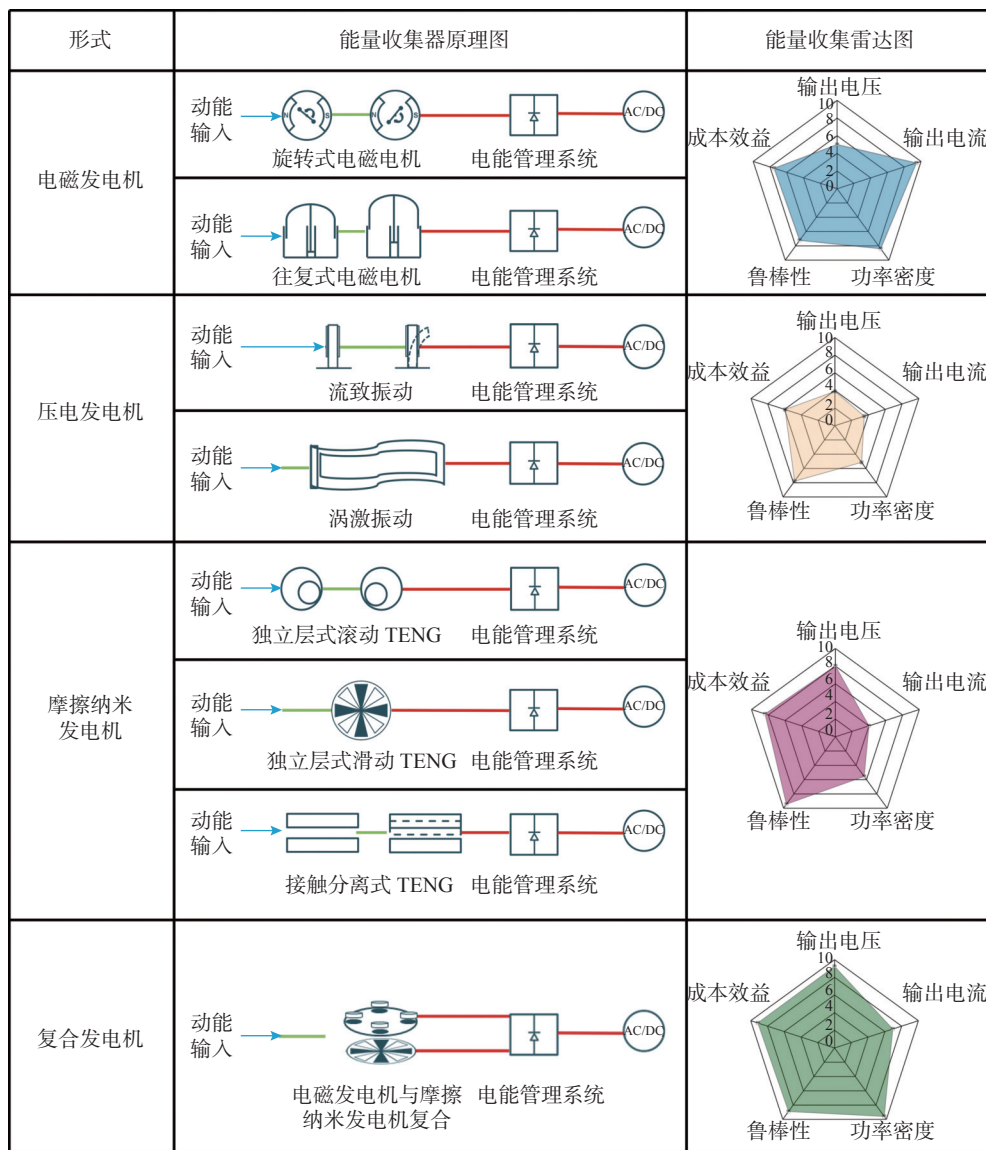 形式
能量收集器原理图
能量收集雷达图
电磁发电机
动能
输入
N S N S
旋转式电磁电机
电能管理系统
AC/DC
动能
输入
往复式电磁电机
电能管理系统
AC/DC
输出电压
输出电流
功率密度
鲁棒性
成本效益
10
8
6
4
2
0
压电发电机
动能
输入
流致振动
电能管理系统
AC/DC
动能
输入
涡激振动
电能管理系统
AC/DC
输出电压
输出电流
功率密度
鲁棒性
成本效益
10
8
6
4
2
0
摩擦纳米
发电机
动能
输入
独立层式滚动 TENG
电能管理系统
AC/DC
动能
输入
独立层式滑动 TENG
电能管理系统
AC/DC
动能
输入
接触分离式 TENG
电能管理系统
AC/DC
输出电压
输出电流
功率密度
鲁棒性
成本效益
10
8
6
4
2
0
复合发电机
动能
输入
电磁发电机与摩擦
纳米发电机复合
电能管理系统
AC/DC
输出电压
输出电流
功率密度
鲁棒性
成本效益
10
8
6
4
2
0